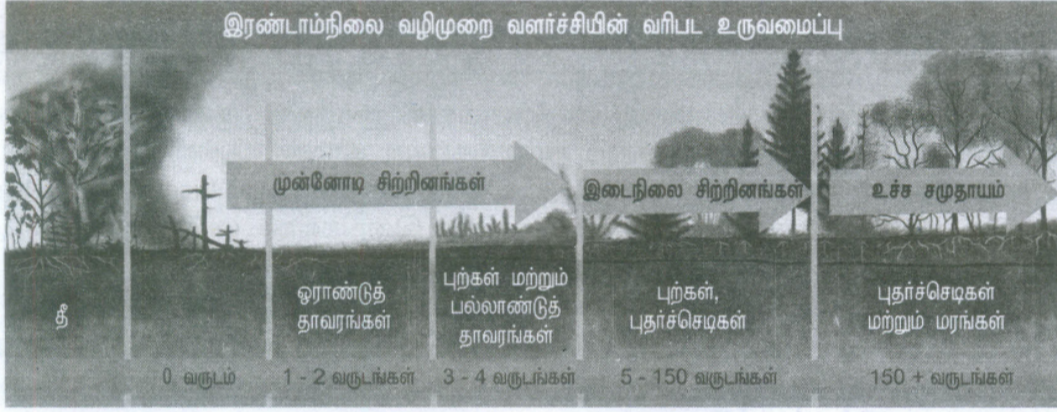 இரண்டாம்நிலை வழிமுறை வளர்ச்சியின் வரிபட உருவமைப்பு
முன்னோடி சிற்றினங்கள்
இடைநிலை சிற்றினங்கள்
உச்ச சமுதாயம்
தீ
ஓராண்டுத்
தாவரங்கள்
புற்கள் மற்றும்
பல்லாண்டுத்
தாவரங்கள்
புற்கள்,
புதர்ச்செடிகள்
புதர்ச்செடிகள்
மற்றும் மரங்கள்
0 வருடம்
1 - 2 வருடங்கள்
3 - 4 வருடங்கள்
5 - 150 வருடங்கள்
150 + வருடங்கள்